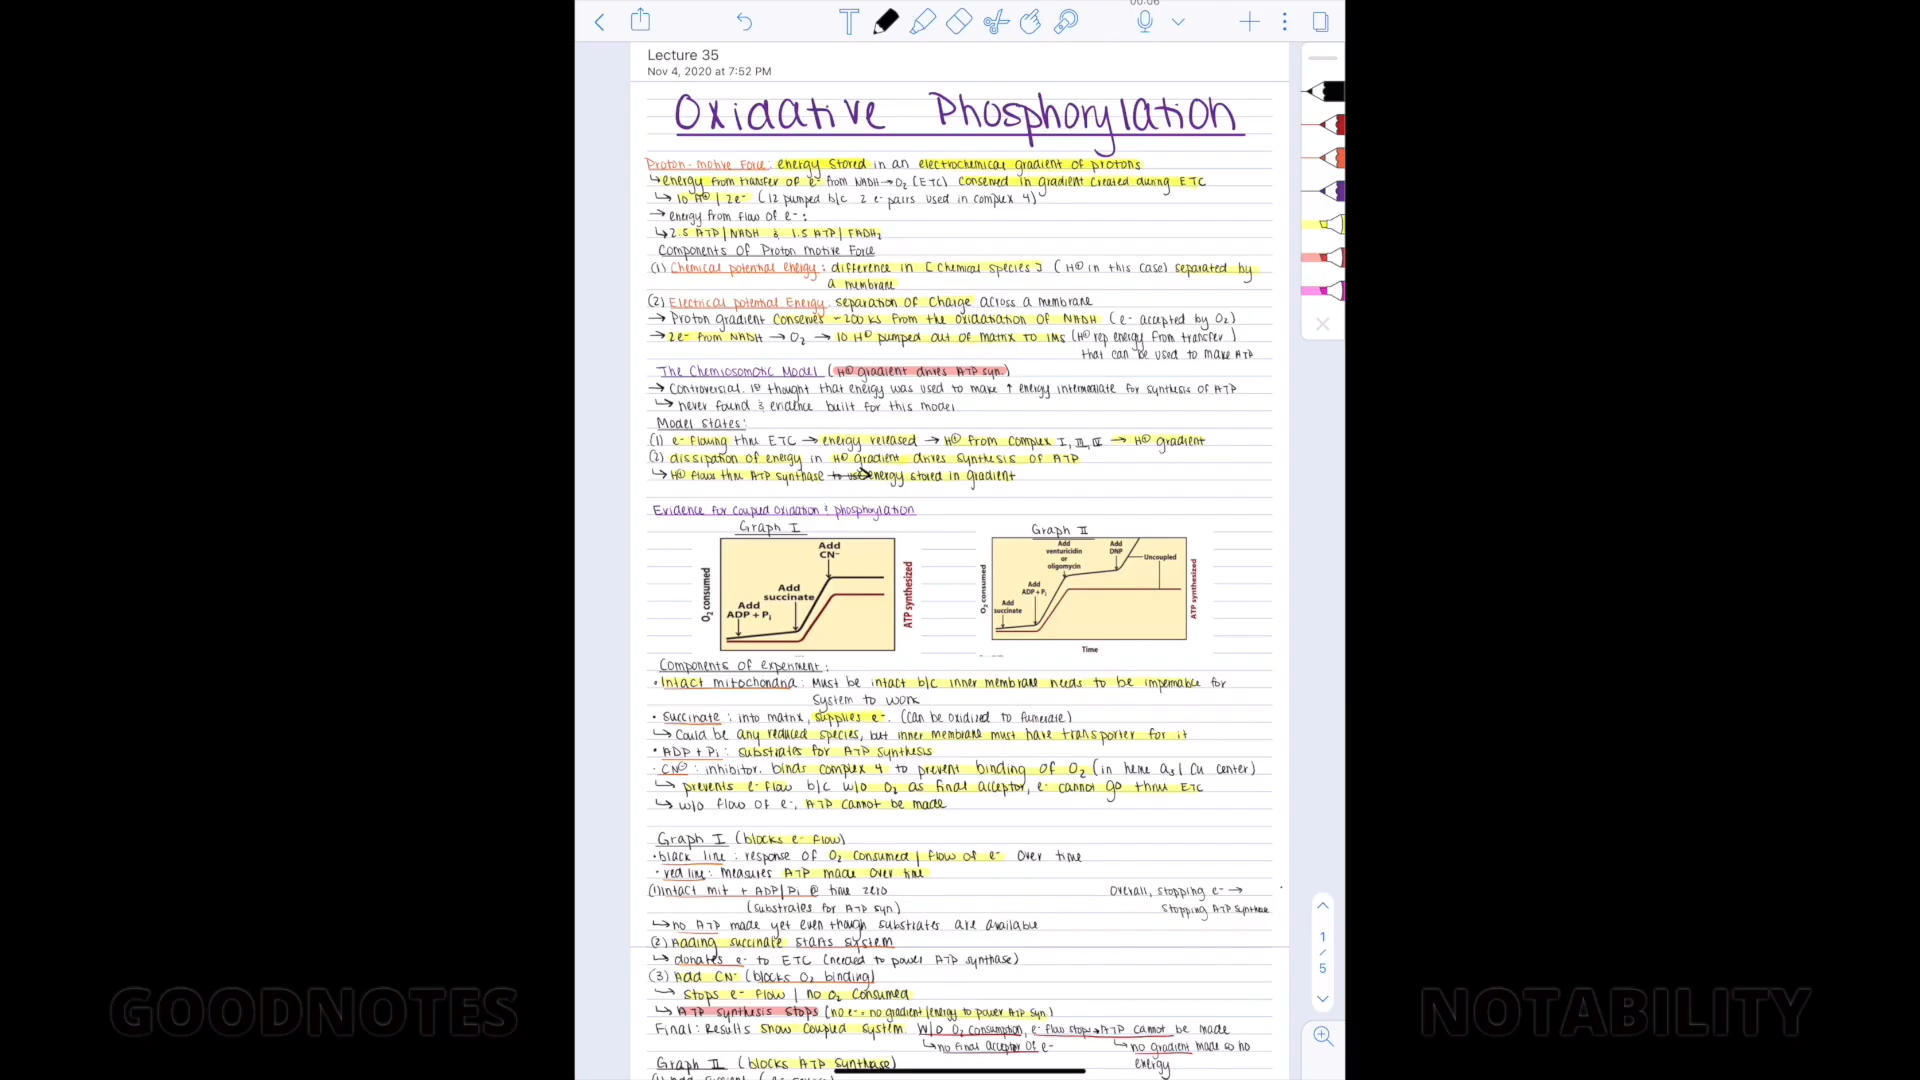 00:06
Lecture 35
Nov 4, 2020 at 7:52 PM
Oxidative Phosphorylation
Proton-motive Force: energy stored in an electrochemical gradient of protons
↳ energy from transfer of e- from NADH → O₂ (ETC) conserved in gradient created during ETC
↳ 10 H⊕ | 2e- (12 pumped b/c 2 e- pairs used in complex 4)
→ energy from flow of e-:
↳ 2.5 ATP | NADH & 1.5 ATP | FADH₂
Components of Proton motive Force
(1) Chemical potential energy: difference in [chemical species] (H⊕ in this case) separated by
a membrane
(2) Electrical potential Energy: separation of charge across a membrane
→ Proton gradient conserves ~200 KJ from the oxidatiation of NADH (e- accepted by O₂)
→ 2e- from NADH → O₂ → 10 H⊕ pumped out of matrix to IMS (H⊕ rep energy from transfer)
that can be used to make ATP
The Chemiosomotic Model (H⊕ gradient drives ATP syn.)
→ Controversial. 1st thought that energy was used to make ↑ energy intermediate for synthesis of ATP
↳ never found & evidence built for this model
Model states:
(1) e- flowing thru ETC → energy released → H⊕ from complex I, III, IV → H⊕ gradient
(2) dissipation of energy in H⊕ gradient drives synthesis of ATP
↳ H⊕ flows thru ATP synthase → energy stored in gradient
Evidence for Coupled Oxidation & phosphorylation
Graph I
Graph II
O₂ consumed
Add
ADP + Pi
Add
succinate
Add
CN⁻
ATP synthesized
O₂ consumed
Add
succinate
Add
ADP + Pi
Add
venturicidin
or
oligomycin
Add
DNP
Uncoupled
ATP synthesized
Time
Components of experiment:
• Intact mitochondria: Must be intact b/c inner membrane needs to be impermable for
system to work
• Succinate: into matrix, supplies e-. (Can be oxidized to fumerate)
↳ Could be any reduced species, but inner membrane must have transporter for it
• ADP + Pi: substrates for ATP synthesis
• CN⊖: inhibitor. binds complex 4 to prevent binding of O₂ (in heme a₃ | Cu center)
↳ prevents e- flow b/c w/o O₂ as final acceptor, e- cannot go thru ETC
↳ w/o flow of e-, ATP cannot be made
Graph I (blocks e- flow)
• black line: response of O₂ consumed | flow of e- over time
• red line: measures ATP made over time
(1) intact mit + ADP/Pi @ time zero
(substrates for ATP syn)
Overall, stopping e- →
stopping ATP synthase
↳ no ATP made yet even though substrates are available
(2) Adding succinate starts system
↳ donates e- to ETC (needed to power ATP synthase)
(3) Add CN- (blocks O₂ binding)
↳ stops e- flow | no O₂ consumed
↳ ATP synthesis stops (no e- = no gradient/energy to power ATP syn.)
Final: Results show coupled system. W/o O₂ consumption, e- flow stops → ATP cannot be made
↳ no final acceptor of e-
↳ no gradient made so no
energy
Graph II (blocks ATP synthase)
1
/
5
GOODNOTES
NOTABILITY